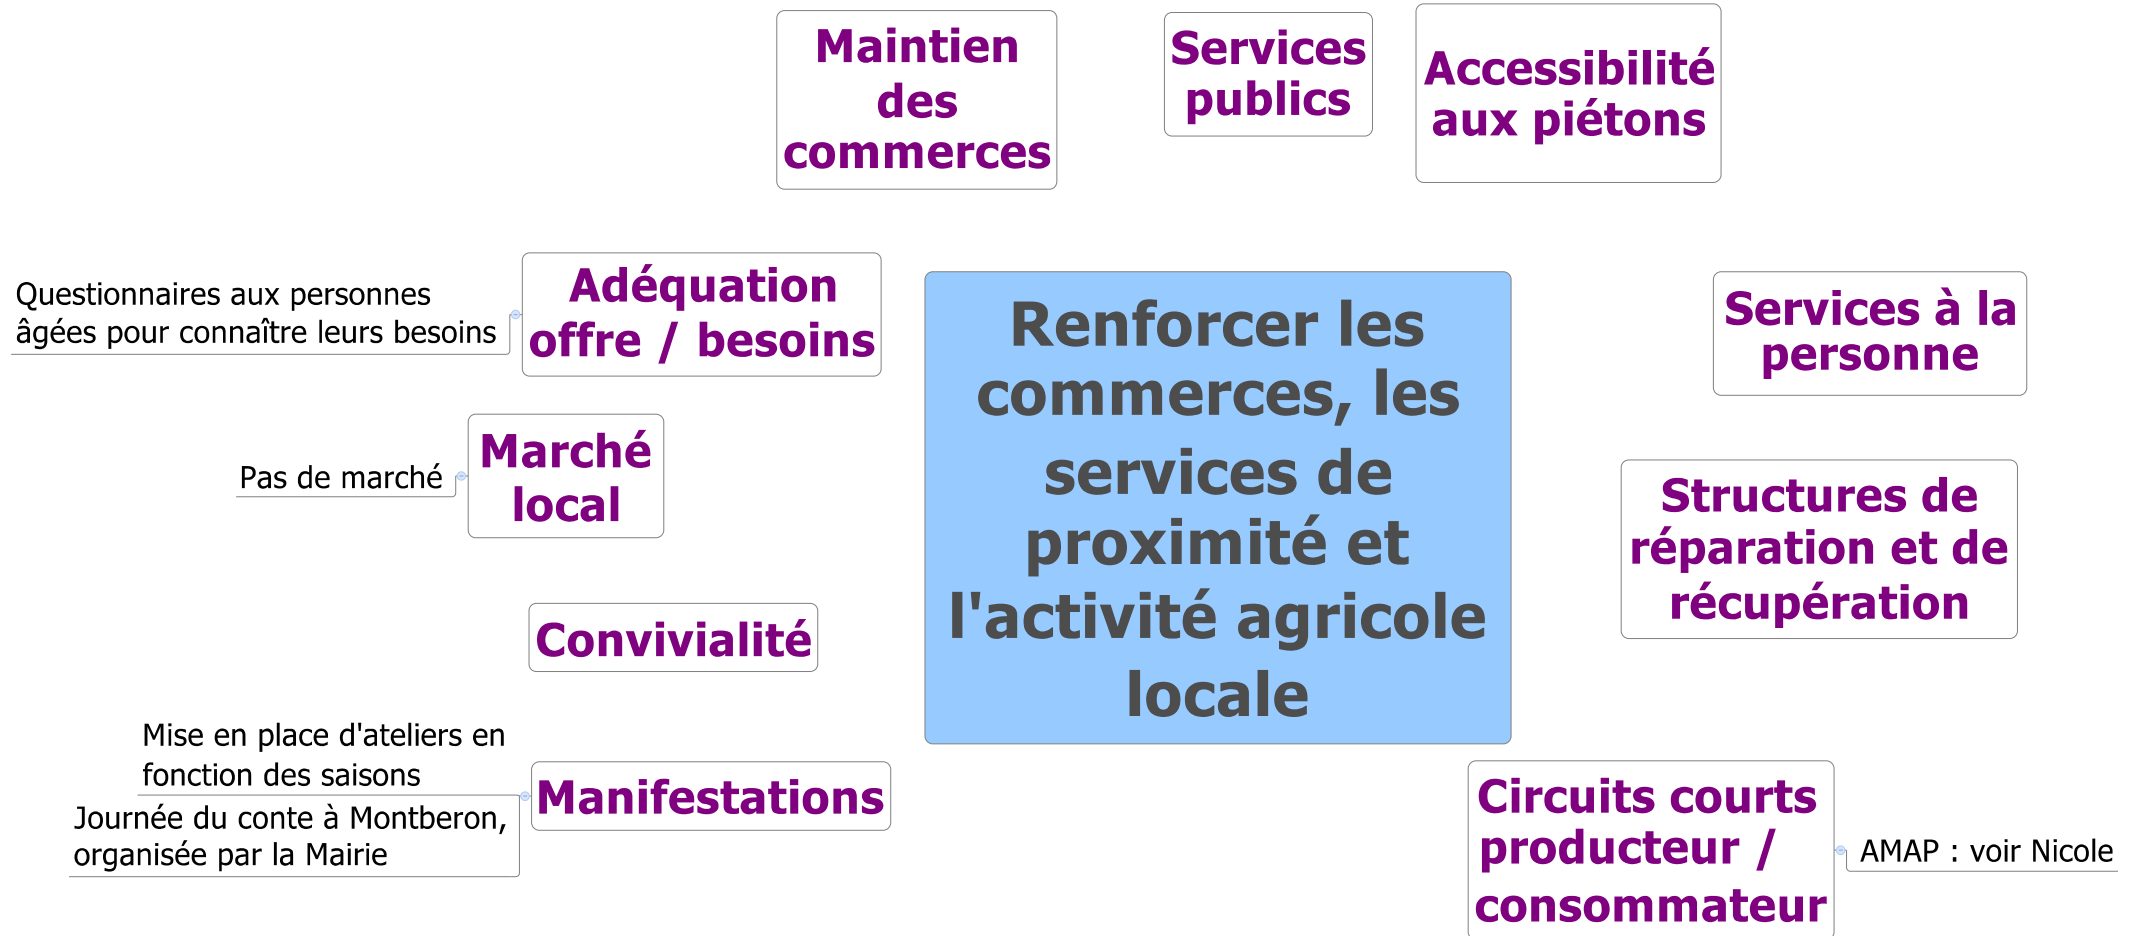 Maintien
des
commerces
Services
publics
Accessibilité
aux piétons
Questionnaires aux personnes
âgées pour connaître leurs besoins
Adéquation
offre / besoins
Renforcer les
commerces, les
services de
proximité et
l'activité agricole
locale
Services à la
personne
Pas de marché
Marché
local
Structures de
réparation et de
récupération
Convivialité
Mise en place d'ateliers en
fonction des saisons
Journée du conte à Montberon,
organisée par la Mairie
Manifestations
Circuits courts
producteur /
consommateur
AMAP : voir Nicole